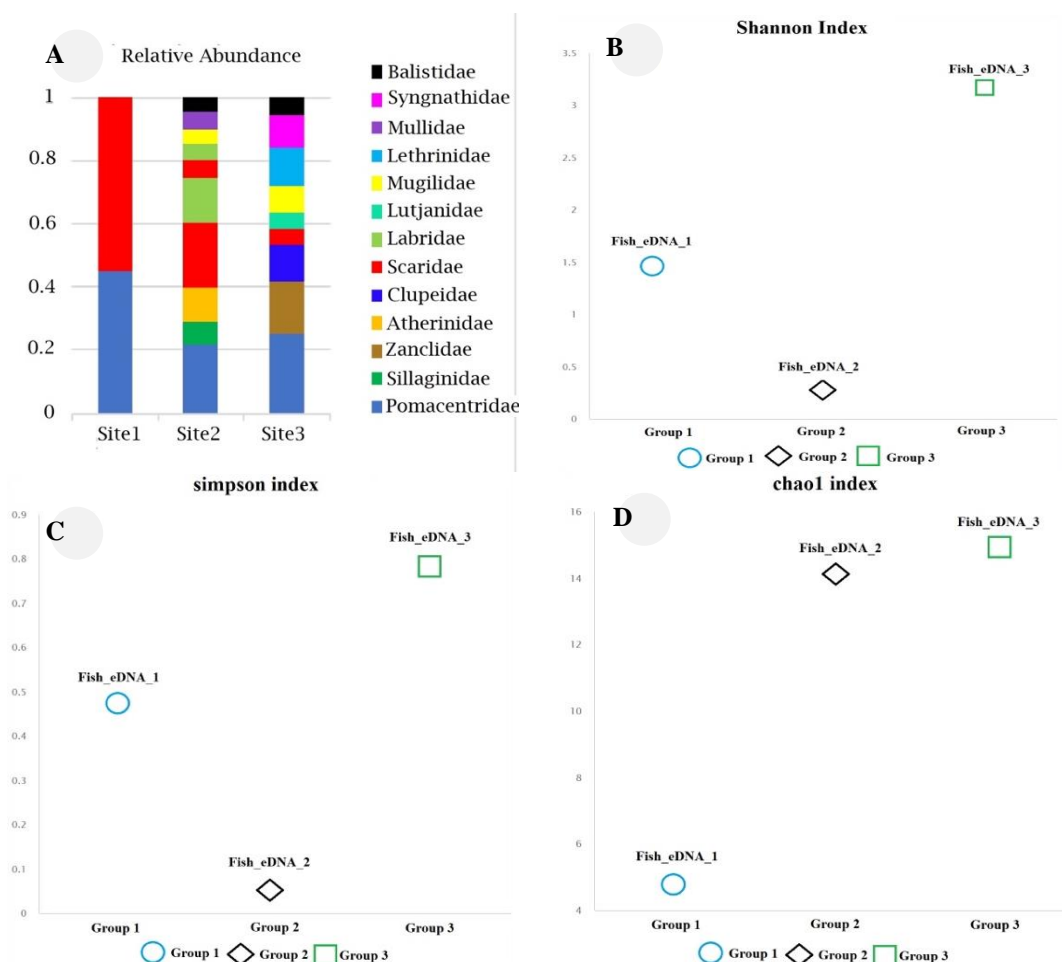 A
Relative Abundance
1
0.8
0.6
0.4
0.2
0
Site1 Site2 Site3
Balistidae
Syngnathidae
Mullidae
Lethrinidae
Mugilidae
Lutjanidae
Labridae
Scaridae
Clupeidae
Atherinidae
Zanclidae
Sillaginidae
Pomacentridae
B
Shannon Index
3.5
3
2.5
2
1.5
1
0.5
0
Fish_eDNA_1
Fish_eDNA_2
Fish_eDNA_3
Group 1 Group 2 Group 3
Group 1 Group 2 Group 3
C
simpson index
0.9
0.8
0.7
0.6
0.5
0.4
0.3
0.2
0.1
0
Fish_eDNA_1
Fish_eDNA_2
Fish_eDNA_3
Group 1 Group 2 Group 3
Group 1 Group 2 Group 3
D
chao1 index
16
14
12
10
8
6
4
Fish_eDNA_1
Fish_eDNA_2
Fish_eDNA_3
Group 1 Group 2 Group 3
Group 1 Group 2 Group 3